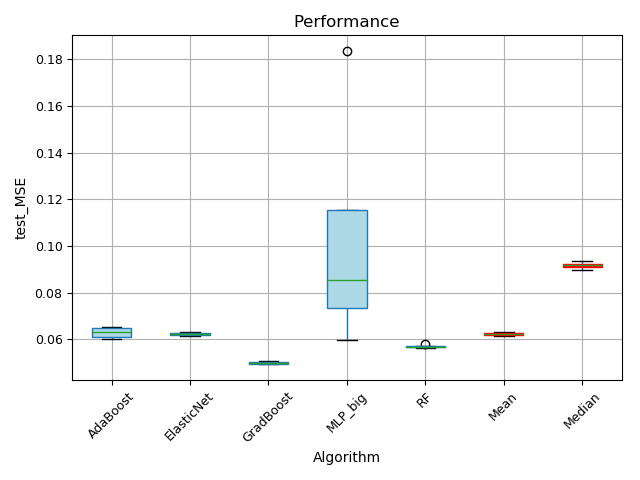 Performance
test_MSE
0.18
0.16
0.14
0.12
0.10
0.08
0.06
AdaBoost
ElasticNet
GradBoost
MLP_big
RF
Mean
Median
Algorithm